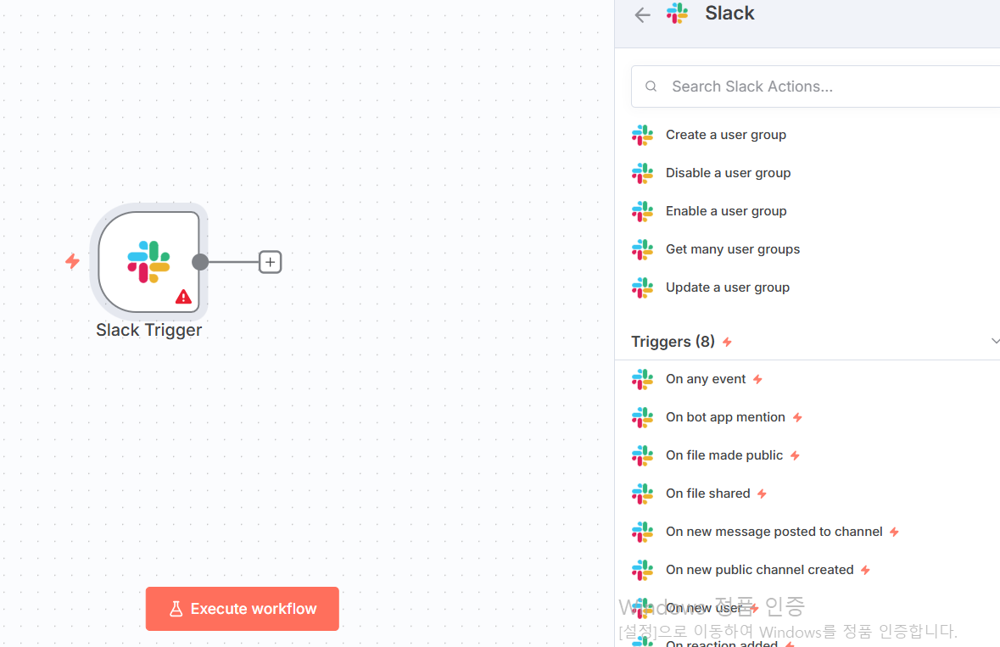 Slack
Search Slack Actions...
Create a user group
Disable a user group
Enable a user group
Get many user groups
Update a user group
Slack Trigger
Triggers (8)
On any event
On bot app mention
On file made public
On file shared
On new message posted to channel
On new public channel created
Execute workflow
On new user
Windows 정품 인증
[설정]으로 이동하여 Windows를 정품 인증합니다.
On reaction added